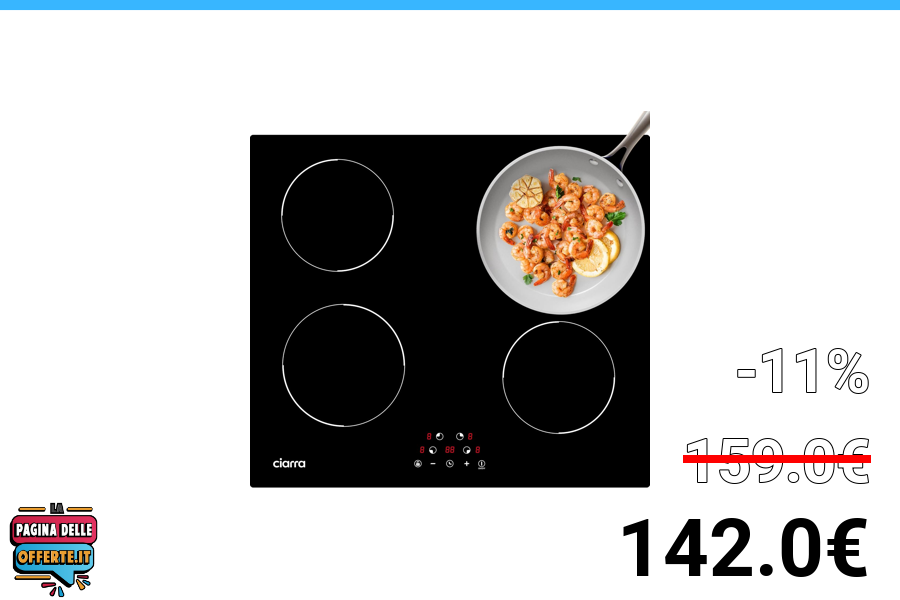 -11%
159.0€
142.0€
ciarra
LA
PAGINA DELLE
OFFERTE.IT